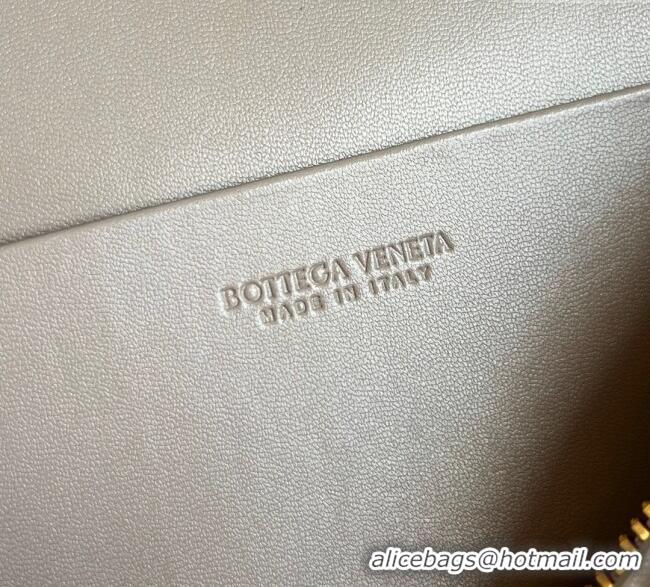 BOTTEGA VENETA
MADE IN ITALY
alicebags@hotmail.com